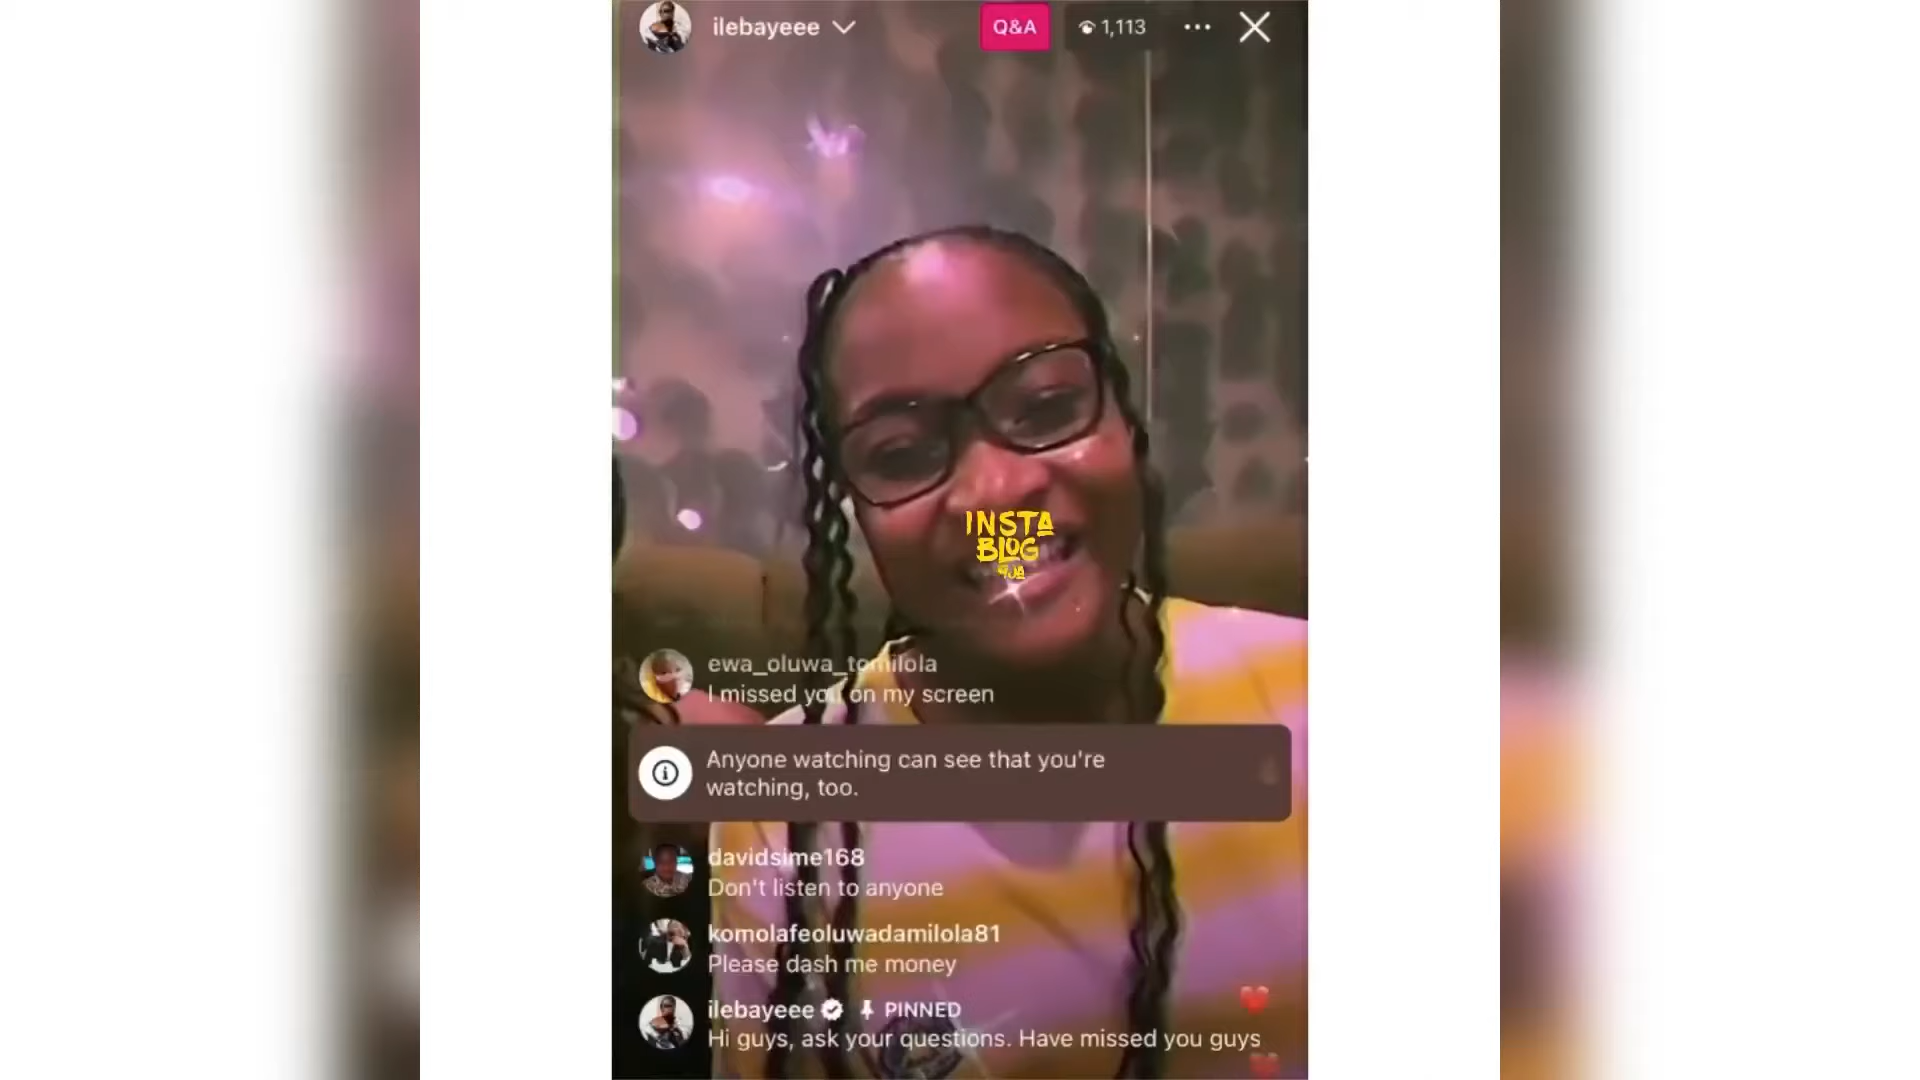 ilebayeee
Q&A
1,113
INSTA
BLOG
9JA
ewa_oluwa_tomilola
I missed you on my screen
Anyone watching can see that you're
watching, too.
davidsime168
Don't listen to anyone
komolafeoluwadamilola81
Please dash me money
ilebayeee PINNED
Hi guys, ask your questions. Have missed you guys